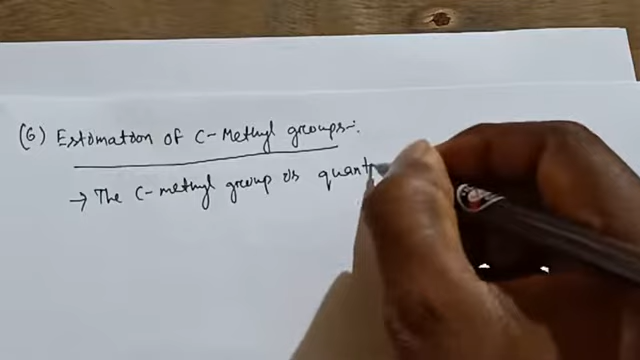 (6) Estimation of C-Methyl groups:-
→ The C-methyl group is quant